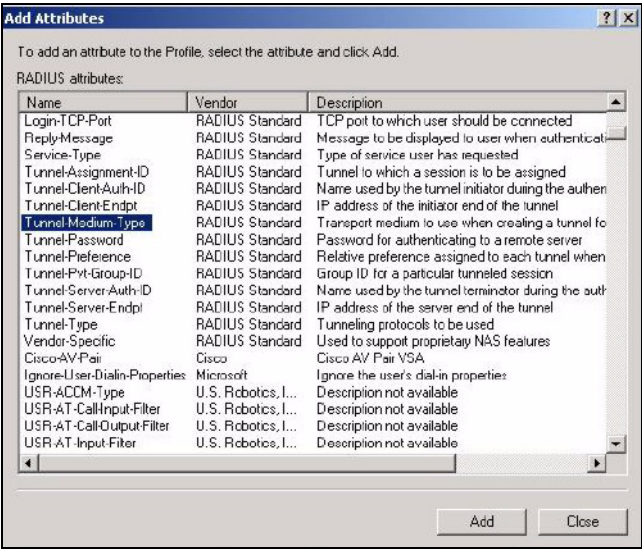 Add Attributes
To add an attribute to the Profile, select the attribute and click Add.
RADIUS attributes:
Name Vendor Description
Login-TCP-Port RADIUS Standard TCP port to which user should be connected
Reply-Message RADIUS Standard Message to be displayed to user when authenticati
Service-Type RADIUS Standard Type of service user has requested
Tunnel-Assignment-ID RADIUS Standard Tunnel to which a session is to be assigned
Tunnel-Client-Auth-ID RADIUS Standard Name used by the tunnel initiator during the authen
Tunnel-Client-Endpt RADIUS Standard IP address of the initiator end of the tunnel
Tunnel-Medium-Type RADIUS Standard Transport medium to use when creating a tunnel fo
Tunnel-Password RADIUS Standard Password for authenticating to a remote server
Tunnel-Preference RADIUS Standard Relative preference assigned to each tunnel when
Tunnel-Pvt-Group-ID RADIUS Standard Group ID for a particular tunneled session
Tunnel-Server-Auth-ID RADIUS Standard Name used by the tunnel terminator during the auth
Tunnel-Server-Endpt RADIUS Standard IP address of the server end of the tunnel
Tunnel-Type RADIUS Standard Tunneling protocols to be used
Vendor-Specific RADIUS Standard Used to support proprietary NAS features
Cisco-AV-Pair Cisco Cisco AV Pair VSA
Ignore-User-Dialin-Properties Microsoft Ignore the user's dial-in properties
USR-ACCM-Type U.S. Robotics, I... Description not available
USR-AT-Call-Input-Filter U.S. Robotics, I... Description not available
USR-AT-Call-Output-Filter U.S. Robotics, I... Description not available
USR-AT-Input-Filter U.S. Robotics, I... Description not available
Add Close